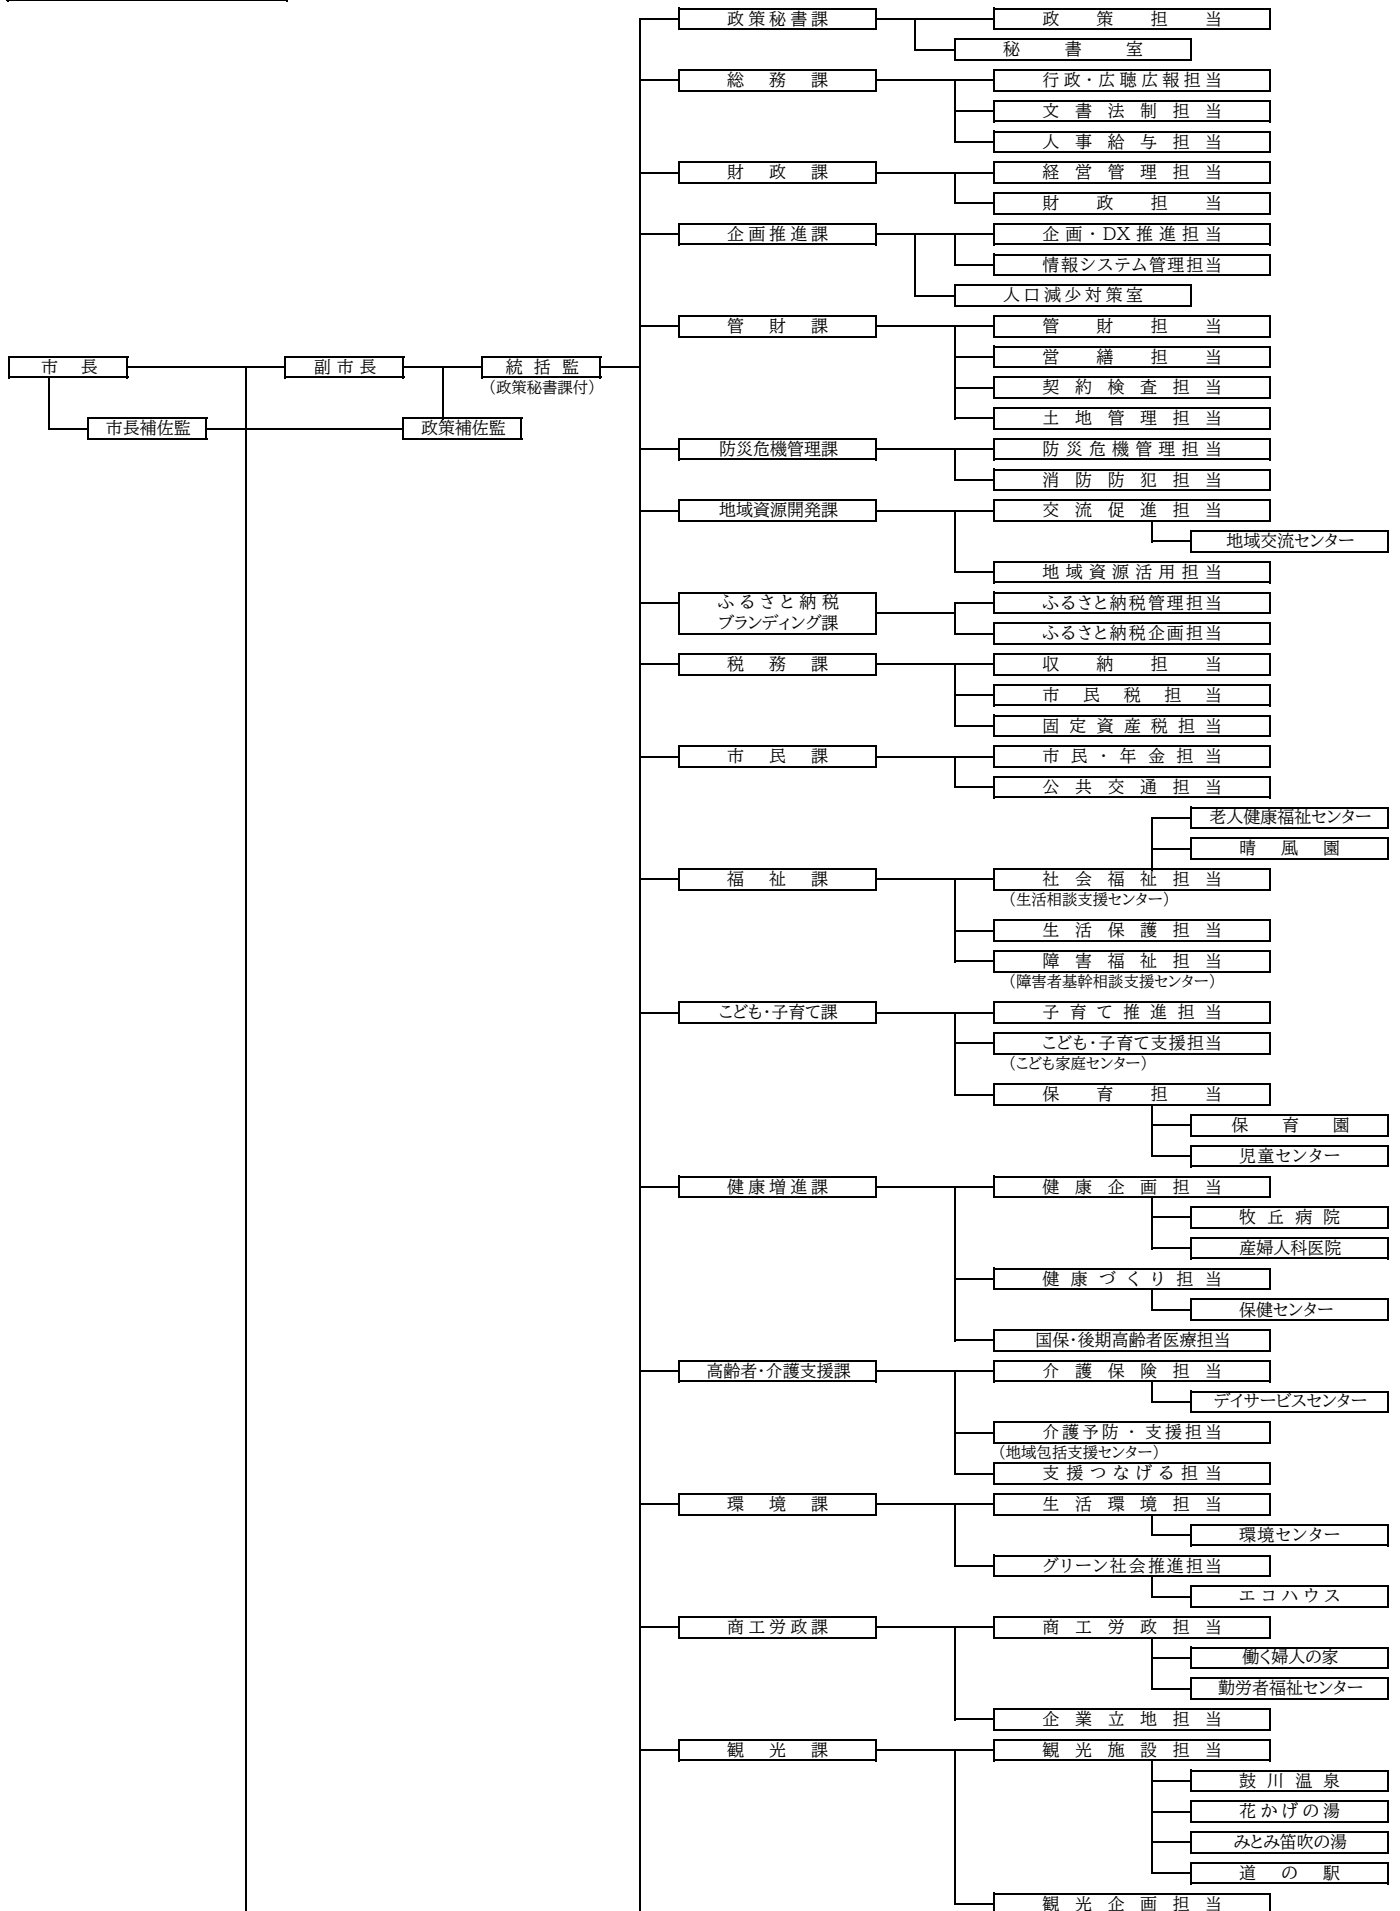 政策秘書課
政策担当
秘書室
総務課
行政・広聴広報担当
文書法制担当
人事給与担当
財政課
経営管理担当
財政担当
企画推進課
企画・DX推進担当
情報システム管理担当
人口減少対策室
管財課
管財担当
営繕担当
契約検査担当
土地管理担当
市長
副市長
統括監
（政策秘書課付）
市長補佐監
政策補佐監
防災危機管理課
防災危機管理担当
消防防犯担当
地域資源開発課
交流促進担当
地域交流センター
地域資源活用担当
ふるさと納税
ブランディング課
ふるさと納税管理担当
ふるさと納税企画担当
税務課
収納担当
市民税担当
固定資産税担当
市民課
市民・年金担当
公共交通担当
老人健康福祉センター
晴風園
福祉課
社会福祉担当
（生活相談支援センター）
生活保護担当
障害福祉担当
（障害者基幹相談支援センター）
こども・子育て課
子育て推進担当
こども・子育て支援担当
（こども家庭センター）
保育担当
保育園
児童センター
健康増進課
健康企画担当
牧丘病院
産婦人科医院
健康づくり担当
保健センター
国保・後期高齢者医療担当
高齢者・介護支援課
介護保険担当
デイサービスセンター
介護予防・支援担当
（地域包括支援センター）
支援つなげる担当
環境課
生活環境担当
環境センター
グリーン社会推進担当
エコハウス
商工労政課
商工労政担当
働く婦人の家
勤労者福祉センター
企業立地担当
観光課
観光施設担当
鼓川温泉
花かげの湯
みとみ笛吹の湯
道の駅
観光企画担当